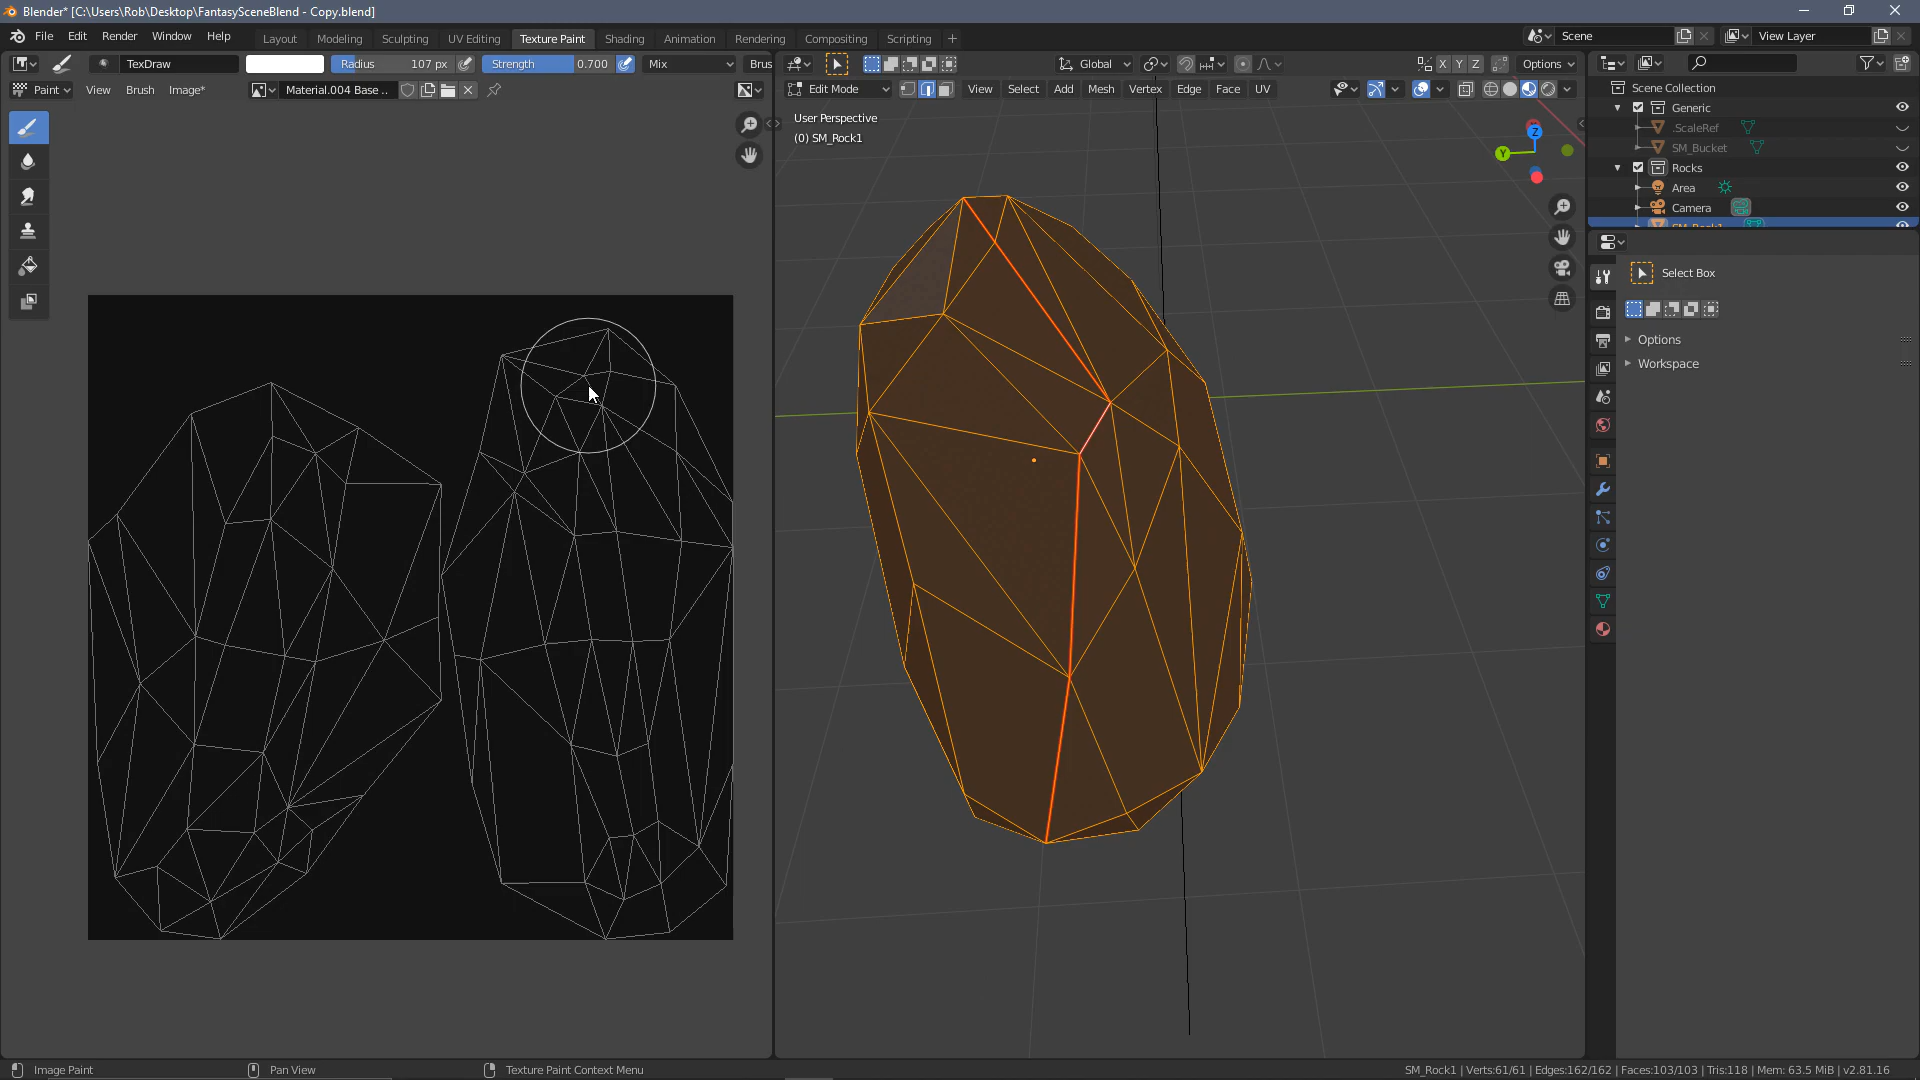 Blender* [C:\Users\Rob\Desktop\FantasySceneBlend - Copy.blend]
File Edit Render Window Help Layout Modeling Sculpting UV Editing Texture Paint Shading Animation Rendering Compositing Scripting Scene View Layer
TexDraw Radius 107 px Strength 0.700 Mix Brus Global X Y Z Options
Paint View Brush Image* Material.004 Base .. Edit Mode View Select Add Mesh Vertex Edge Face UV
Scene Collection
Generic
.ScaleRef
SM_Bucket
Rocks
Area
Camera
SM_Rock1
User Perspective
(0) SM_Rock1
Z
Y
Select Box
Options
Workspace
Image Paint Pan View Texture Paint Context Menu SM_Rock1 | Verts:61/61 | Edges:162/162 | Faces:103/103 | Tris:118 | Mem: 63.5 MiB | v2.81.16